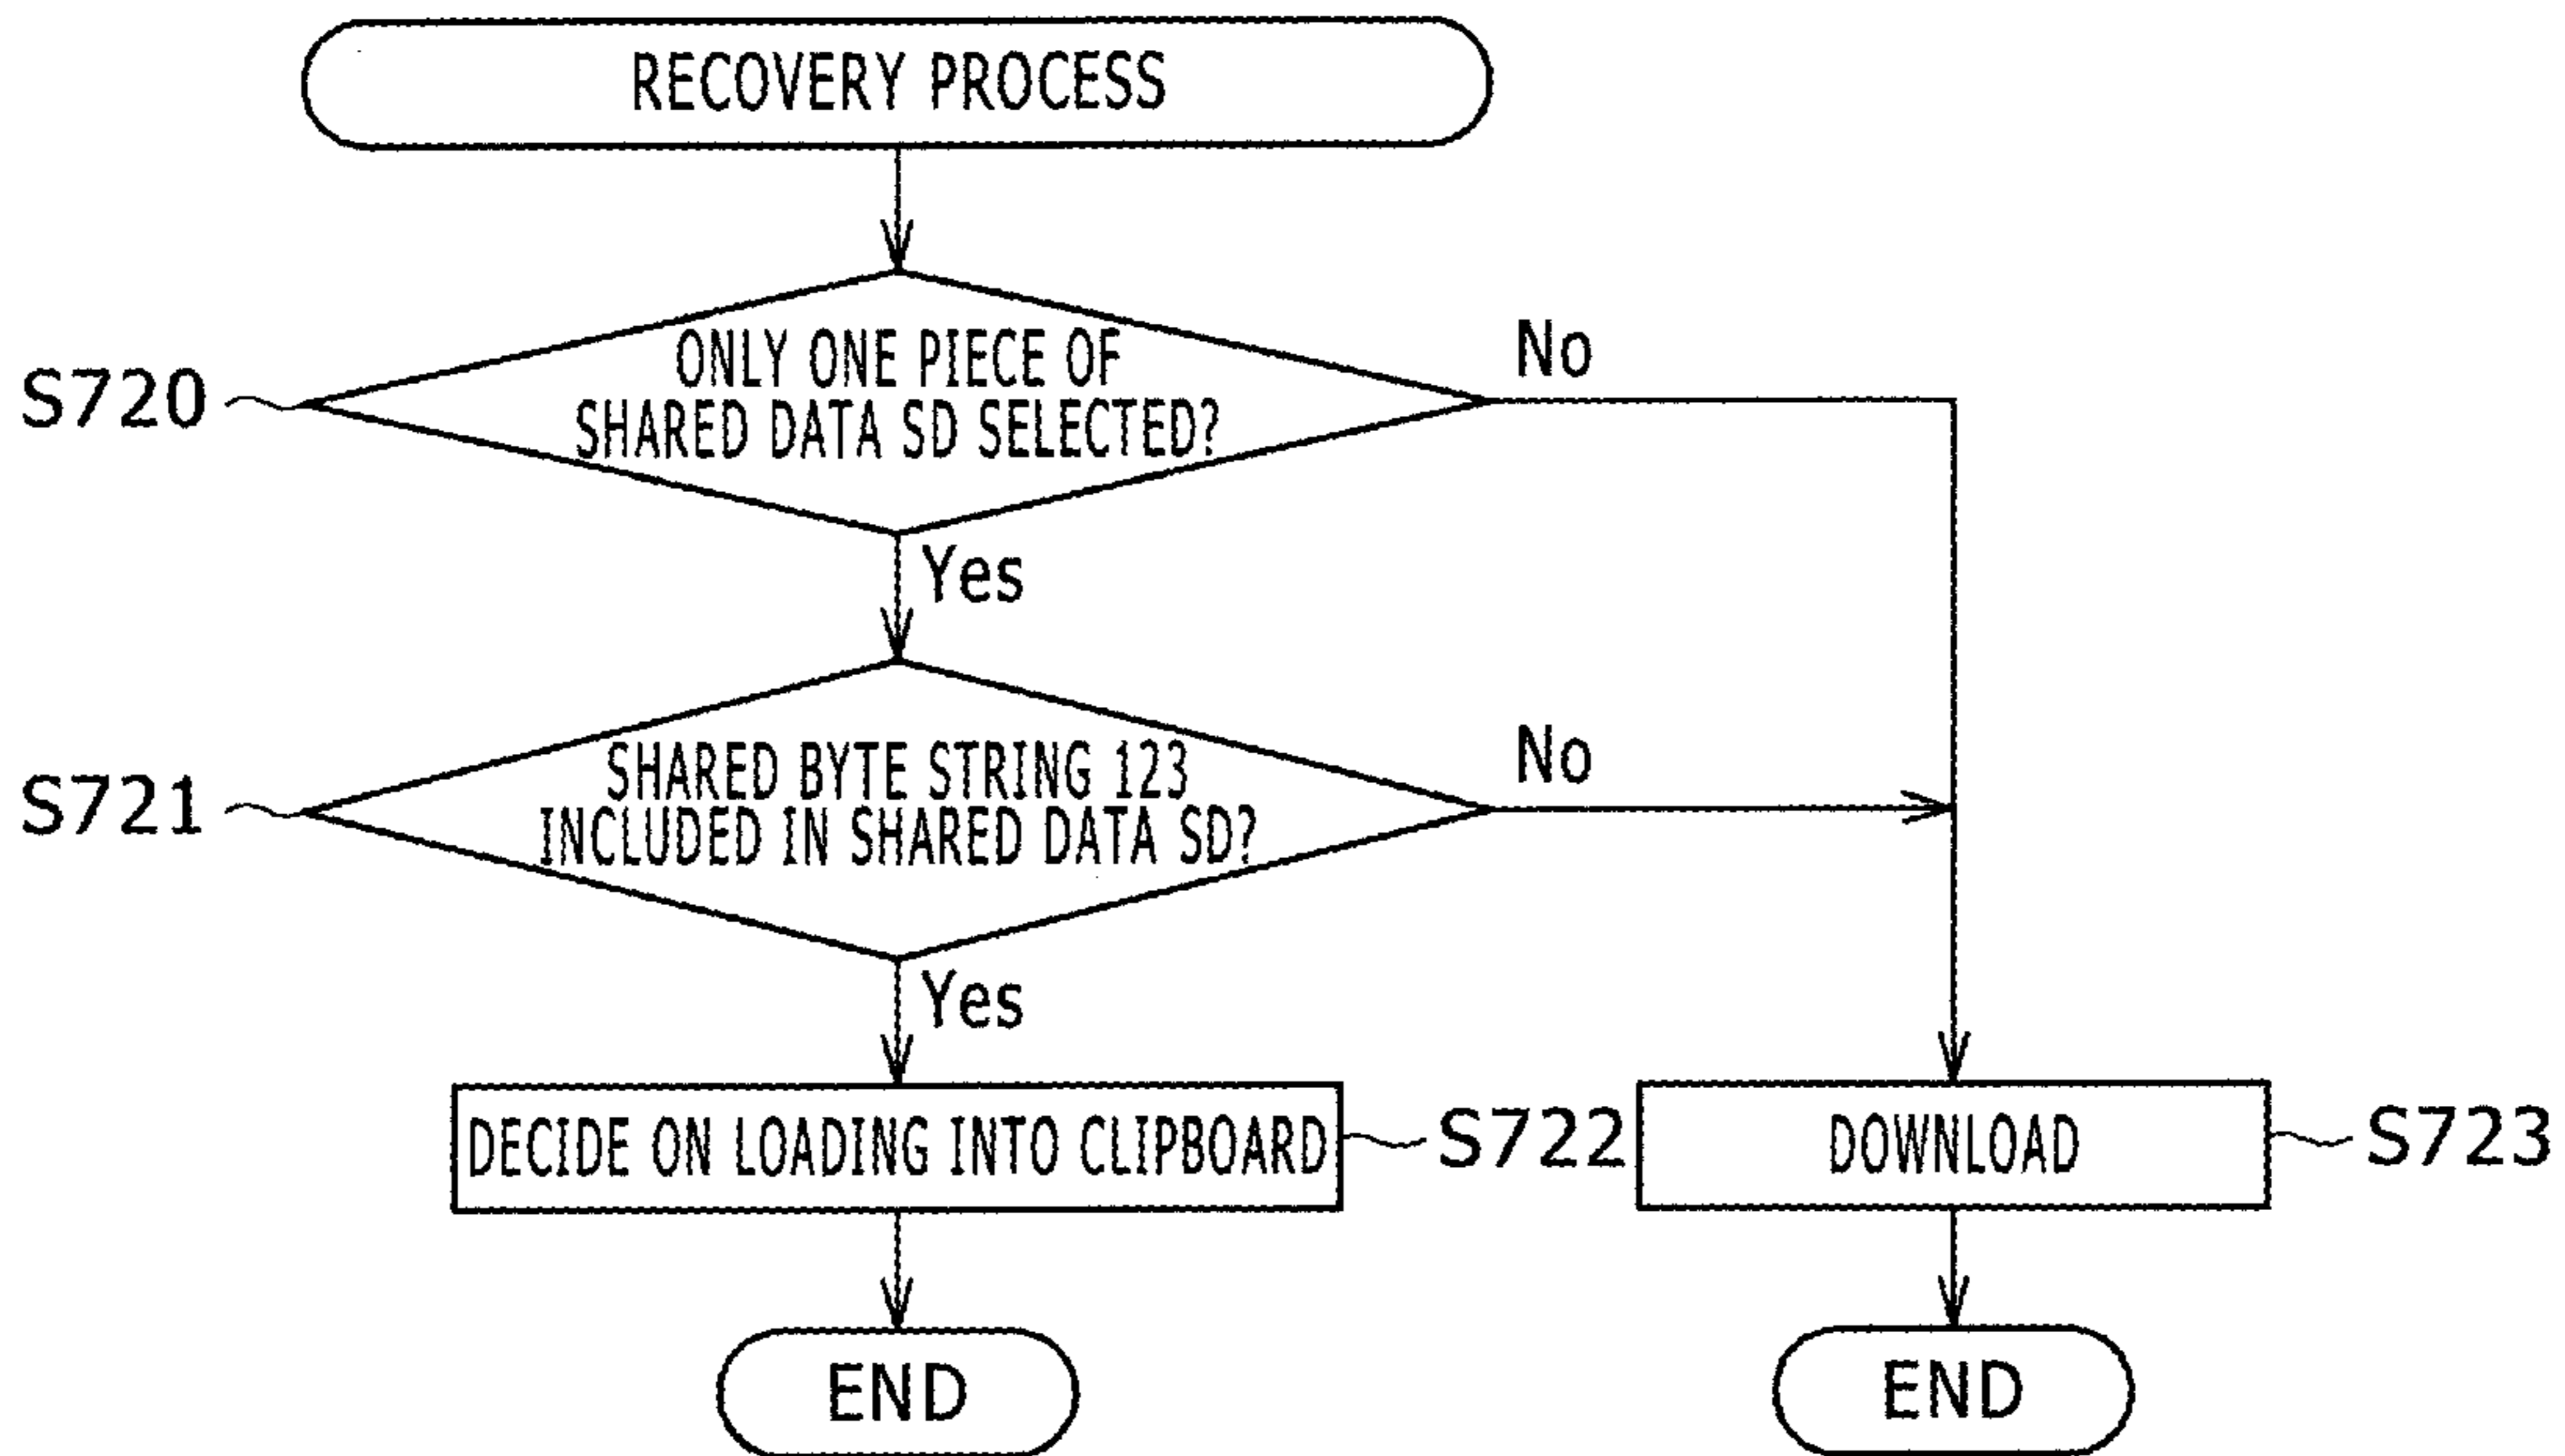 RECOVERY PROCESS
ONLY ONE PIECE OF
SHARED DATA SD SELECTED?
No
S720
Yes
SHARED BYTE STRING 123
INCLUDED IN SHARED DATA SD?
No
S721
Yes
DECIDE ON LOADING INTO CLIPBOARD
S722
DOWNLOAD
S723
END
END